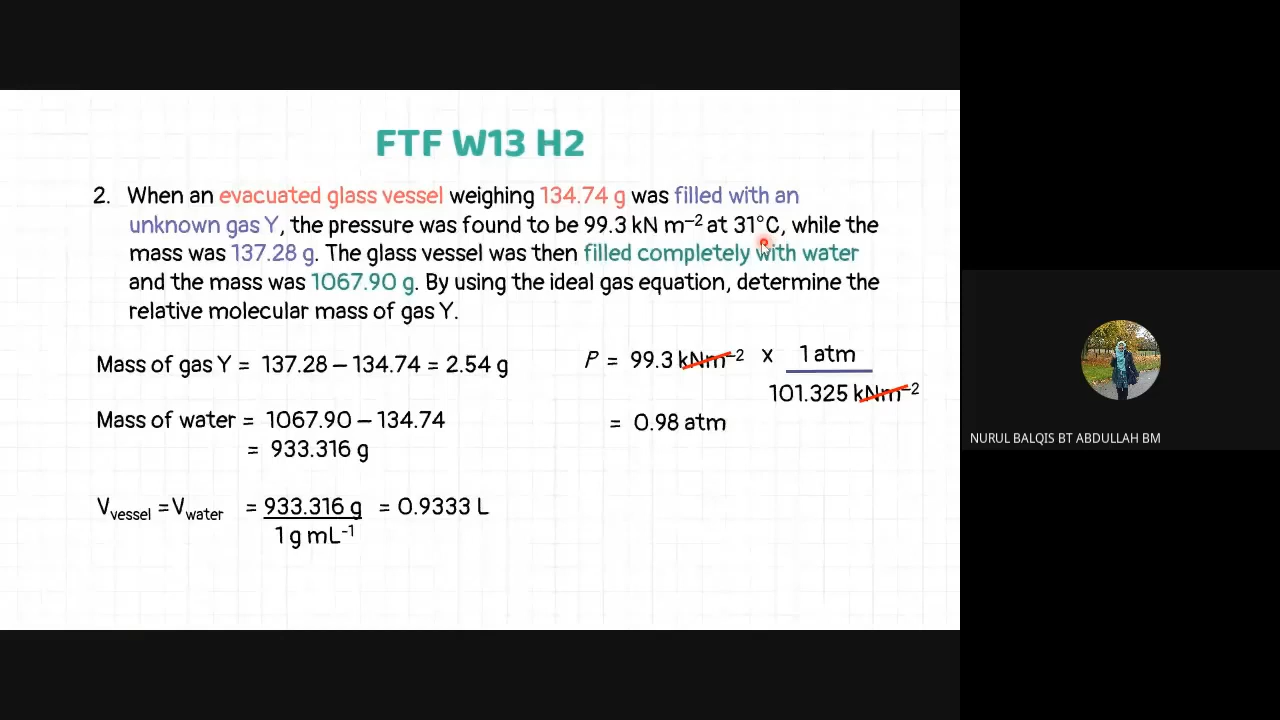 FTF W13 H2
2. When an evacuated glass vessel weighing 134.74 g was filled with an
unknown gas Y, the pressure was found to be 99.3 kN m⁻² at 31°C, while the
mass was 137.28 g. The glass vessel was then filled completely with water
and the mass was 1067.90 g. By using the ideal gas equation, determine the
relative molecular mass of gas Y.
Mass of gas Y = 137.28 – 134.74 = 2.54 g
Mass of water = 1067.90 – 134.74
= 933.316 g
Vvessel =Vwater = 933.316 g = 0.9333 L
1 g mL⁻¹
P = 99.3 kNm⁻² x 1 atm
101.325 kNm⁻²
= 0.98 atm
NURUL BALQIS BT ABDULLAH BM